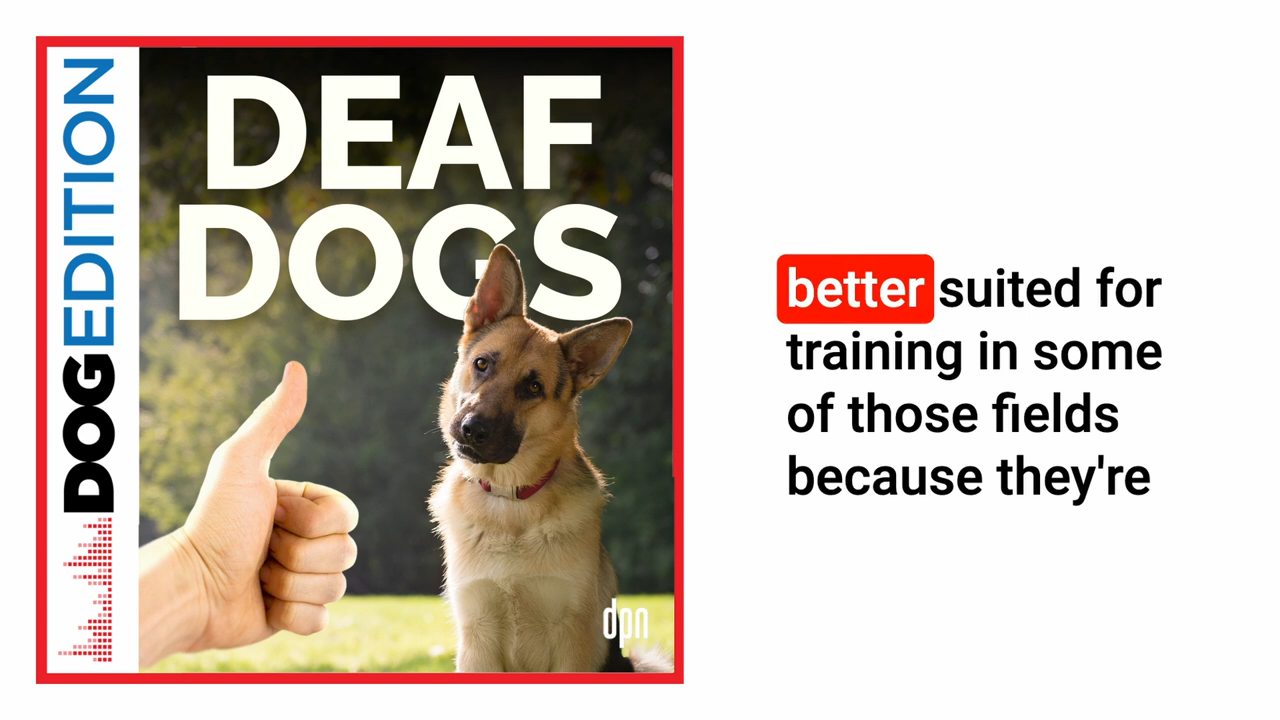 DOGEDITION
DEAF
DOGS
dpn
better suited for
training in some
of those fields
because they're